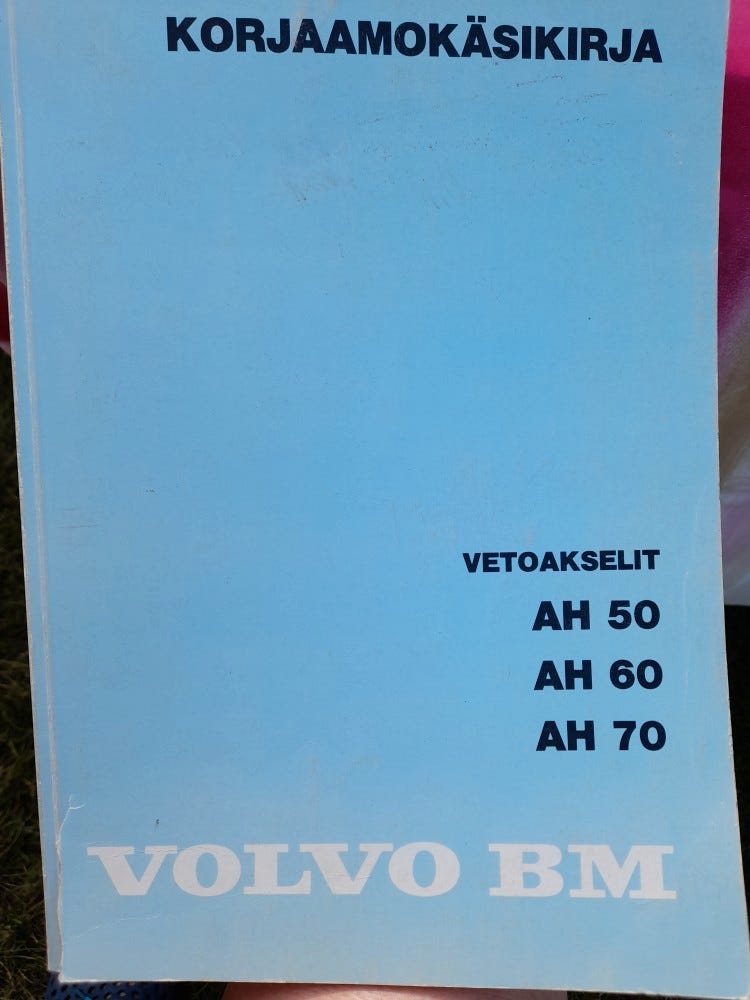 KORJAAMOKÄSIKIRJA
VETOAKSELIT
AH 50
AH 60
AH 70
VOLVO BM